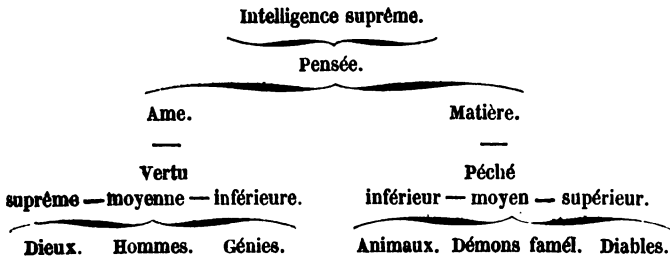 Intelligence suprême.
Pensée.
Ame. Matière.
Vertu Péché
suprême — moyenne — inférieure. inférieur — moyen — supérieur.
Dieux. Hommes. Génies. Animaux. Démons famél. Diables.